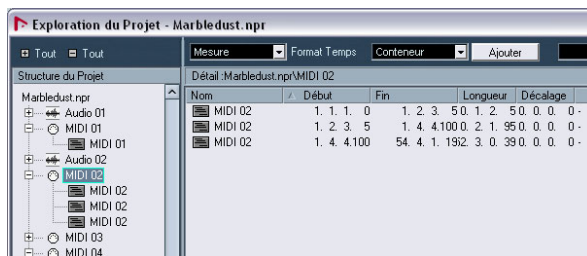 Exploration du Projet - Marbledust.npr
Tout Tout Mesure Format Temps Conteneur Ajouter
Structure du Projet
Détail :Marbledust.npr\MIDI 02
Nom Début Fin Longueur Décalage
MIDI 02 1. 1. 1. 0 1. 2. 3. 5 0. 1. 2. 5 0. 0. 0. 0 -
MIDI 02 1. 2. 3. 5 1. 4. 4.100 0. 2. 1. 95 0. 0. 0. 0 -
MIDI 02 1. 4. 4.100 54. 4. 1. 19 52. 3. 0. 39 0. 0. 0. 0 -
Marbledust.npr
Audio 01
MIDI 01
MIDI 01
Audio 02
MIDI 02
MIDI 02
MIDI 02
MIDI 02
MIDI 03
MIDI 04